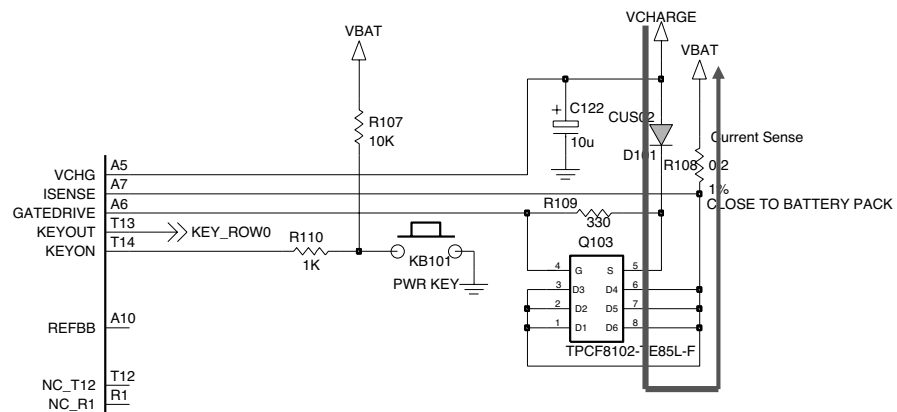 VCHARGE
VBAT
VBAT
+ C122
10u
CUS02
D101
R107
10K
Current Sense
R108 0.2
1%
CLOSE TO BATTERY PACK
VCHG A5
ISENSE A7
GATEDRIVE A6
KEYOUT T13
KEY_ROW0
KEYON T14
R110
1K
KB101
PWR KEY
R109
330
Q103
4 G S 5
3 D3 D4 6
2 D2 D5 7
1 D1 D6 8
TPCF8102-TE85L-F
REFBB A10
NC_T12 T12
NC_R1 R1